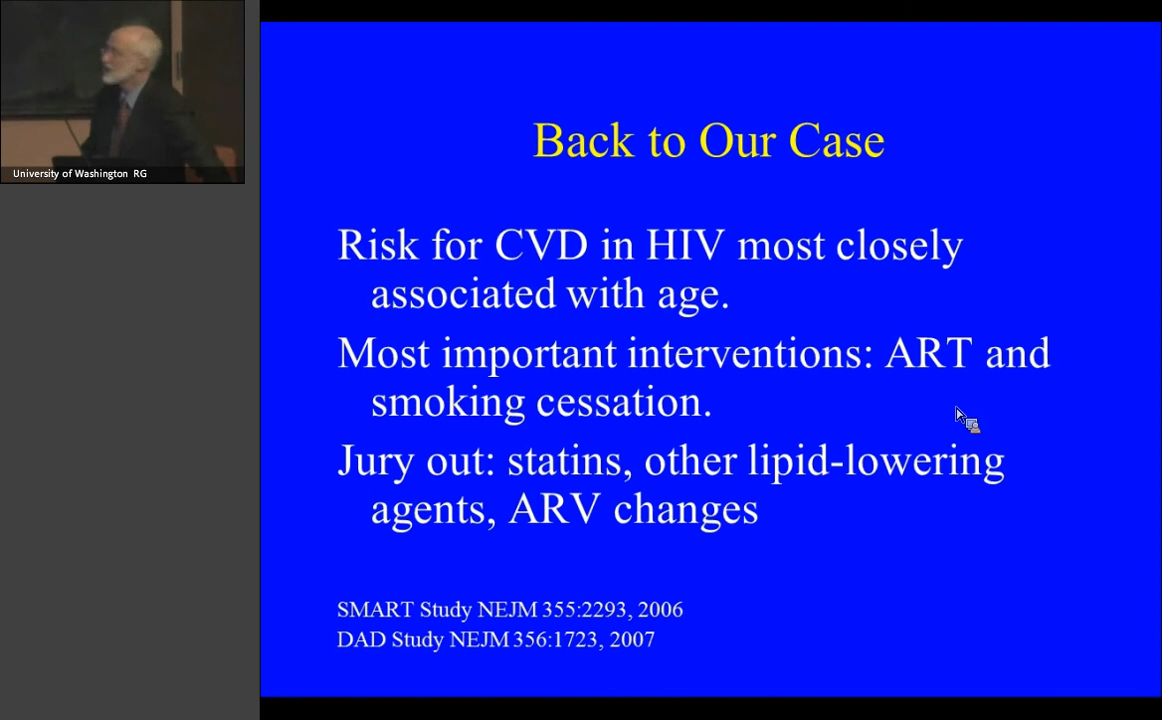 University of Washington RG
Back to Our Case
Risk for CVD in HIV most closely
associated with age.
Most important interventions: ART and
smoking cessation.
Jury out: statins, other lipid-lowering
agents, ARV changes
SMART Study NEJM 355:2293, 2006
DAD Study NEJM 356:1723, 2007